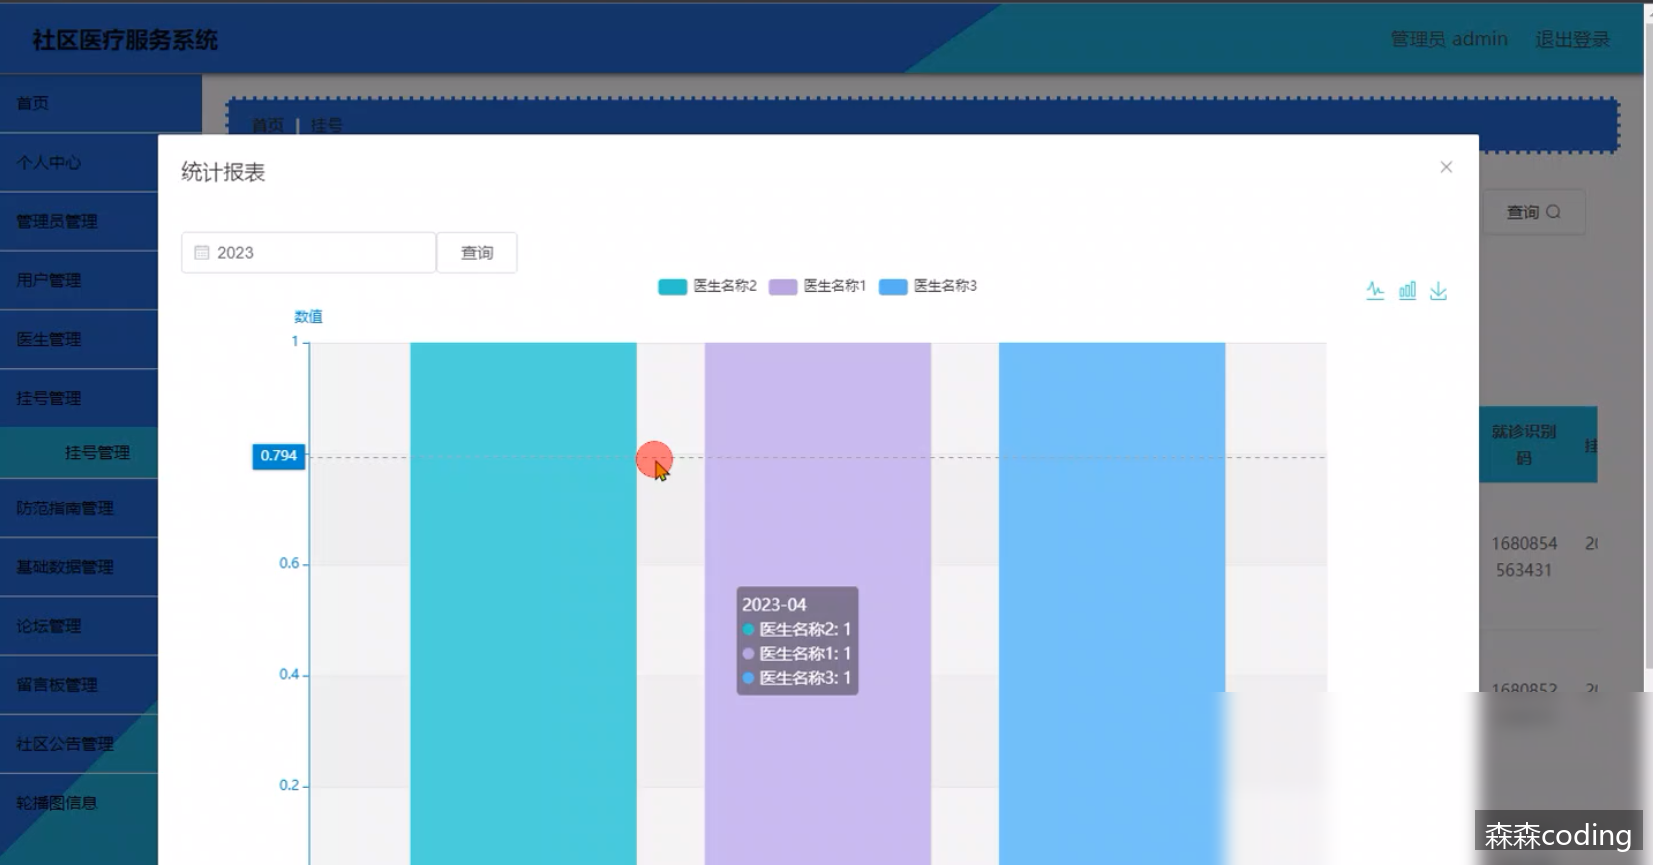 社区医疗服务系统
管理员 admin
退出登录
首页
个人中心
管理员管理
用户管理
医生管理
挂号管理
挂号管理
防范指南管理
基础数据管理
论坛管理
留言板管理
社区公告管理
轮播图信息
首页
挂号
统计报表
2023
查询
查询
医生名称2
医生名称1
医生名称3
数值
1
0.794
0.6
0.4
0.2
2023-04
医生名称2: 1
医生名称1: 1
医生名称3: 1
就诊识别
码
挂
1680854
563431
20
1680852
森森coding